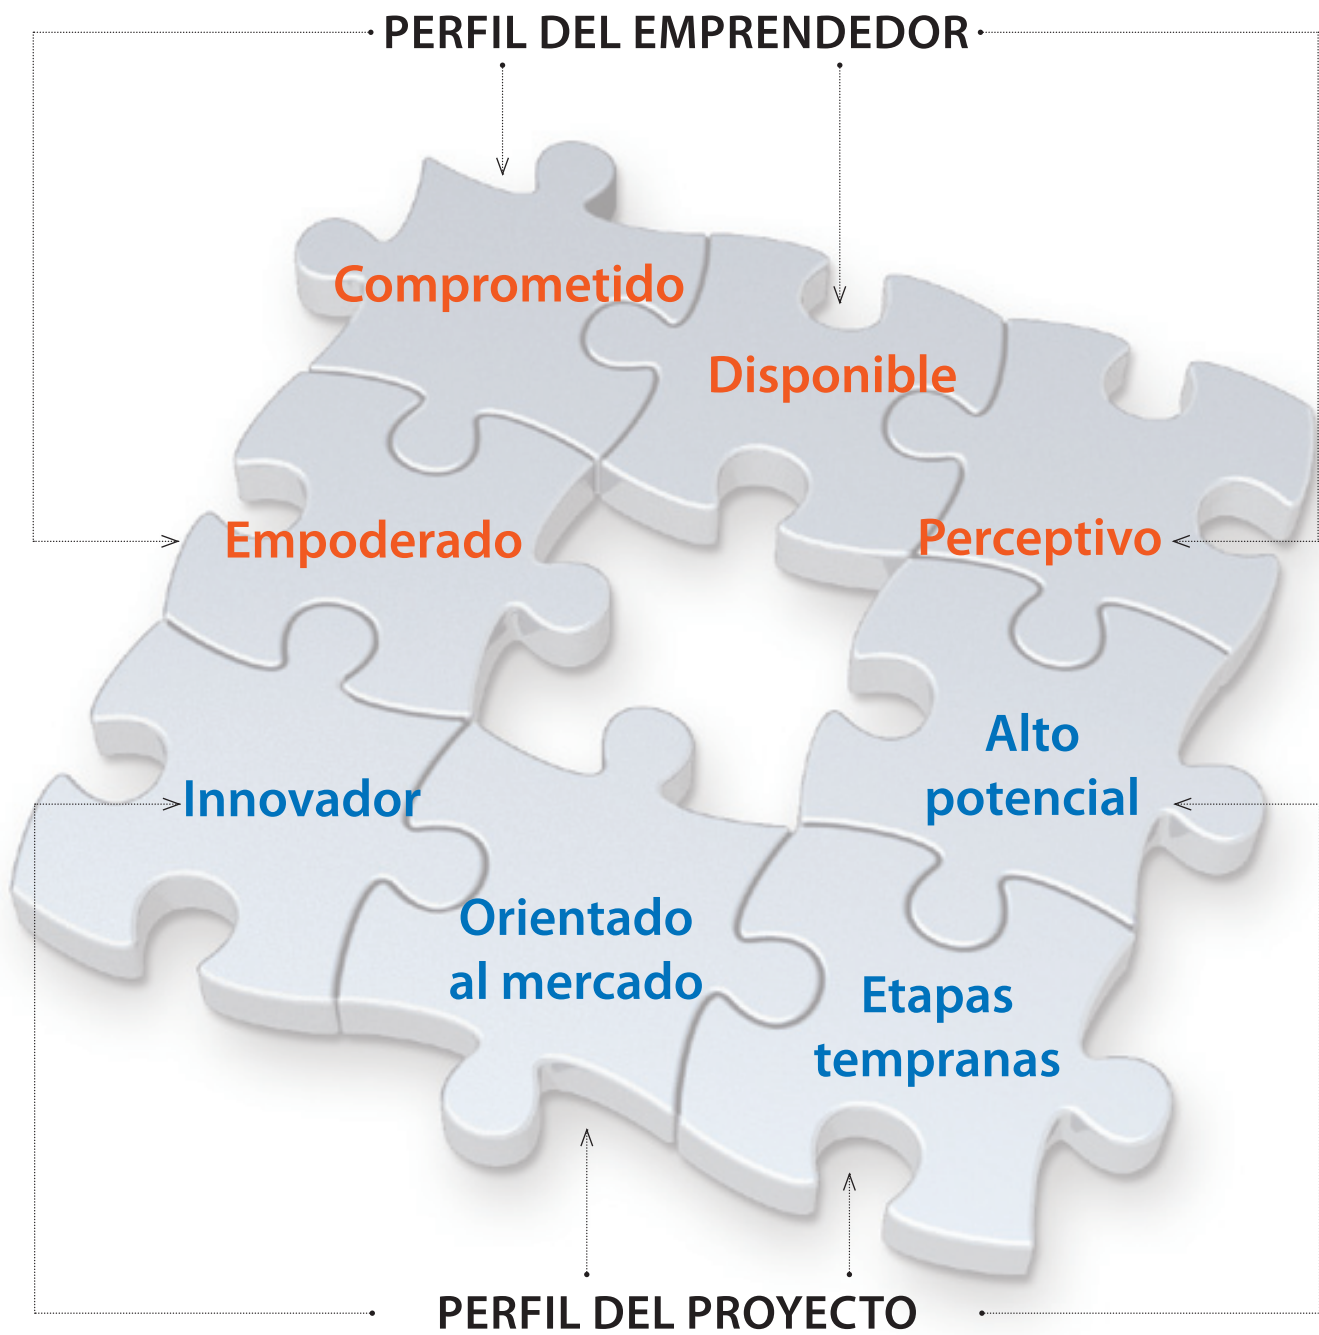 PERFIL DEL EMPRENDEDOR
Comprometido
Disponible
Empoderado
Perceptivo
Alto
potencial
Innovador
Orientado
al mercado
Etapas
tempranas
PERFIL DEL PROYECTO